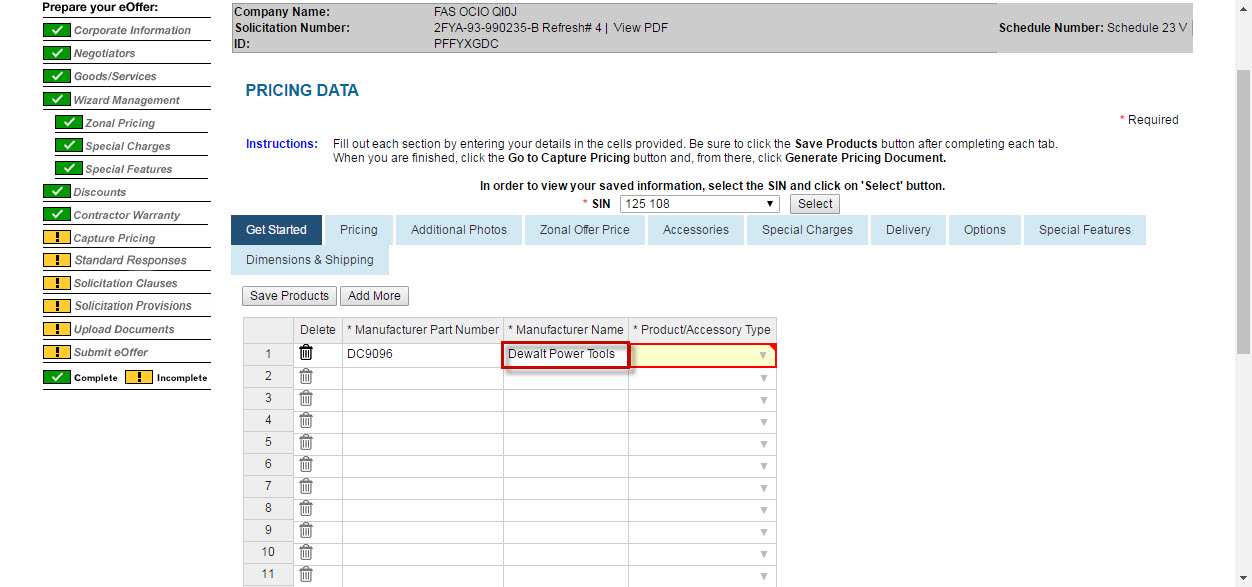 Prepare your eOffer:
Corporate Information
Negotiators
Goods/Services
Wizard Management
Zonal Pricing
Special Charges
Special Features
Discounts
Contractor Warranty
Capture Pricing
Standard Responses
Solicitation Clauses
Solicitation Provisions
Upload Documents
Submit eOffer
Complete Incomplete
Company Name: FAS OCIO QI0J
Solicitation Number: 2FYA-93-990235-B Refresh# 4 | View PDF Schedule Number: Schedule 23 V
ID: PFFYXGDC
PRICING DATA
* Required
Instructions: Fill out each section by entering your details in the cells provided. Be sure to click the Save Products button after completing each tab.
When you are finished, click the Go to Capture Pricing button and, from there, click Generate Pricing Document.
In order to view your saved information, select the SIN and click on 'Select' button.
* SIN 125 108 Select
Get Started Pricing Additional Photos Zonal Offer Price Accessories Special Charges Delivery Options Special Features
Dimensions & Shipping
Save Products Add More
Delete * Manufacturer Part Number * Manufacturer Name * Product/Accessory Type
1 DC9096 Dewalt Power Tools
2
3
4
5
6
7
8
9
10
11